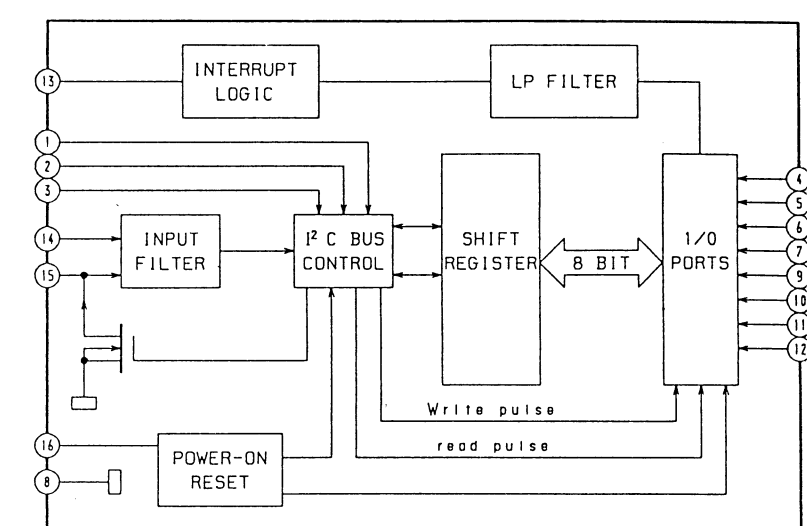 13
INTERRUPT
LOGIC
LP FILTER
1
2
3
14
15
INPUT
FILTER
I² C BUS
CONTROL
SHIFT
REGISTER
8 BIT
I/O
PORTS
4
5
6
7
9
10
11
12
Write pulse
read pulse
16
8
POWER-ON
RESET